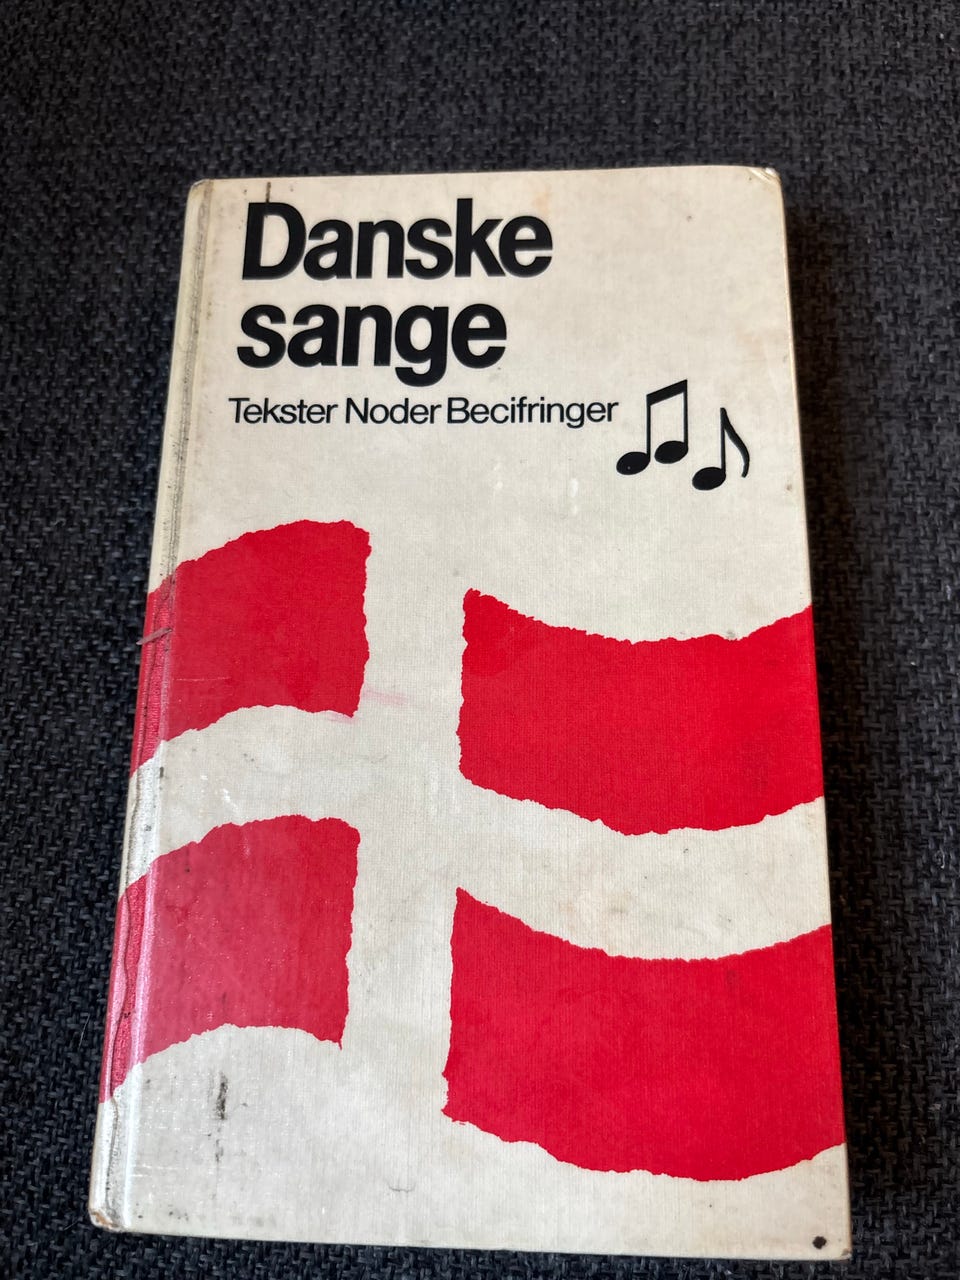 Danske
sange
Tekster Noder Becifringer